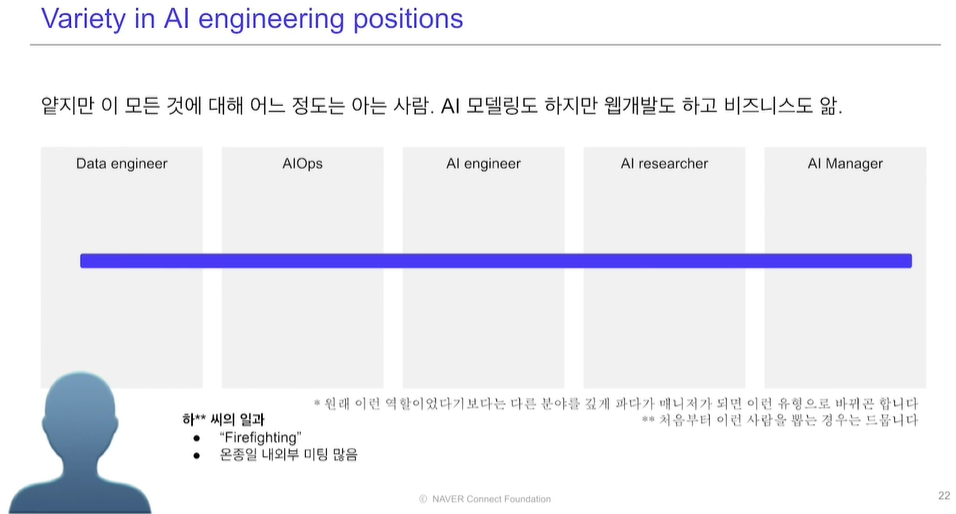 Variety in AI engineering positions
얕지만 이 모든 것에 대해 어느 정도는 아는 사람. AI 모델링도 하지만 웹개발도 하고 비즈니스도 앎.
Data engineer
AIOps
AI engineer
AI researcher
AI Manager
* 원래 이런 역할이었다기보다는 다른 분야를 깊게 파다가 매니저가 되면 이런 유형으로 바뀌곤 합니다
** 처음부터 이런 사람을 뽑는 경우는 드뭅니다
하** 씨의 일과
● “Firefighting”
● 온종일 내외부 미팅 많음
ⓒ NAVER Connect Foundation
22